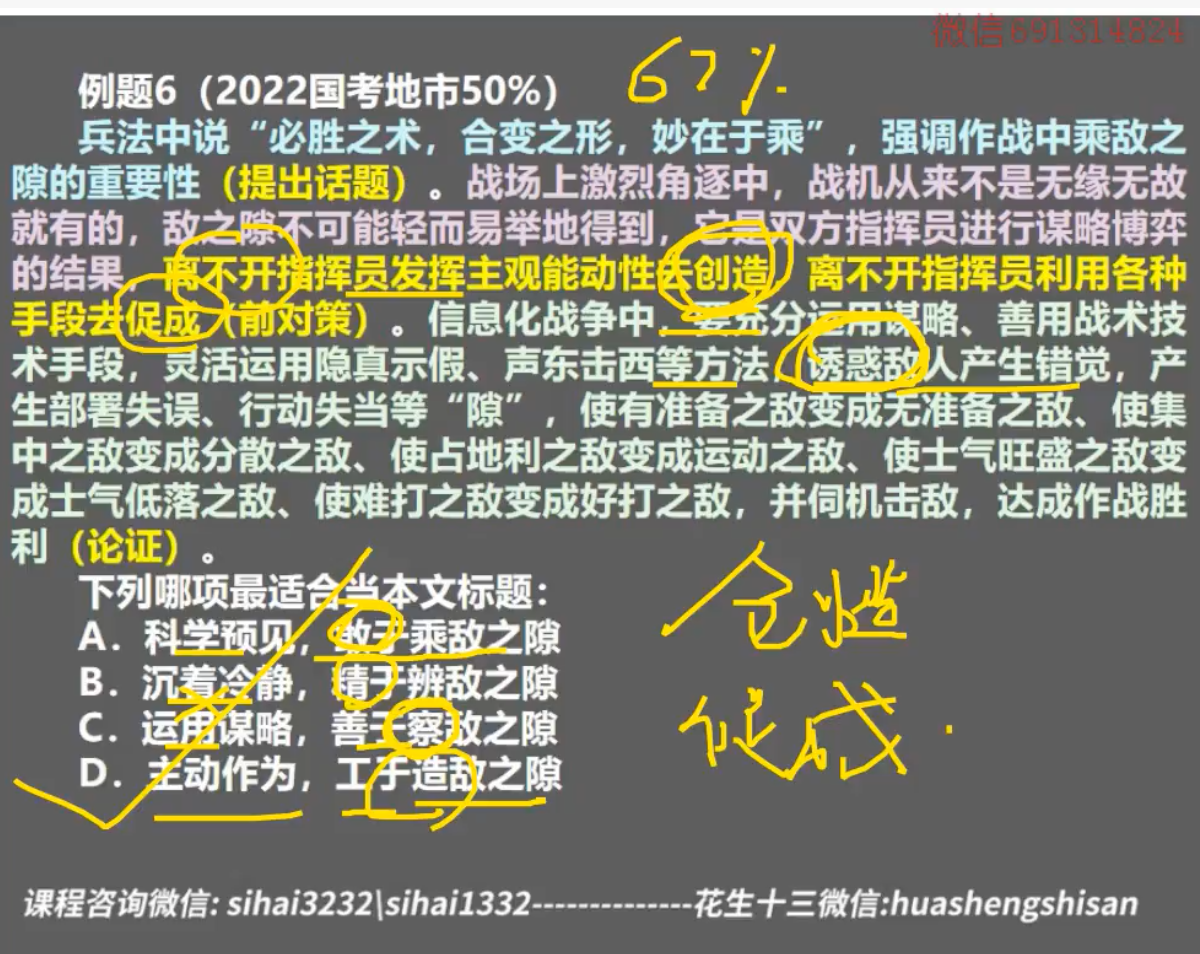 微信691314824
例题6（2022国考地市50%） 67%
兵法中说“必胜之术，合变之形，妙在于乘”，强调作战中乘敌之
隙的重要性（提出话题）。战场上激烈角逐中，战机从来不是无缘无故
就有的，敌之隙不可能轻而易举地得到，它是双方指挥员进行谋略博弈
的结果，离不开指挥员发挥主观能动性去创造，离不开指挥员利用各种
手段去促成（前对策）。信息化战争中，要充分运用谋略、善用战术技
术手段，灵活运用隐真示假、声东击西等方法，诱惑敌人产生错觉，产
生部署失误、行动失当等“隙”，使有准备之敌变成无准备之敌、使集
中之敌变成分散之敌、使占地利之敌变成运动之敌、使士气旺盛之敌变
成士气低落之敌、使难打之敌变成好打之敌，并伺机击敌，达成作战胜
利（论证）。
下列哪项最适合当本文标题：
A．科学预见，敢于乘敌之隙
B．沉着冷静，精于辨敌之隙
C．运用谋略，善于察敌之隙
D．主动作为，工于造敌之隙
创造
促成
课程咨询微信: sihai3232\sihai1332--------------花生十三微信:huashengshisan